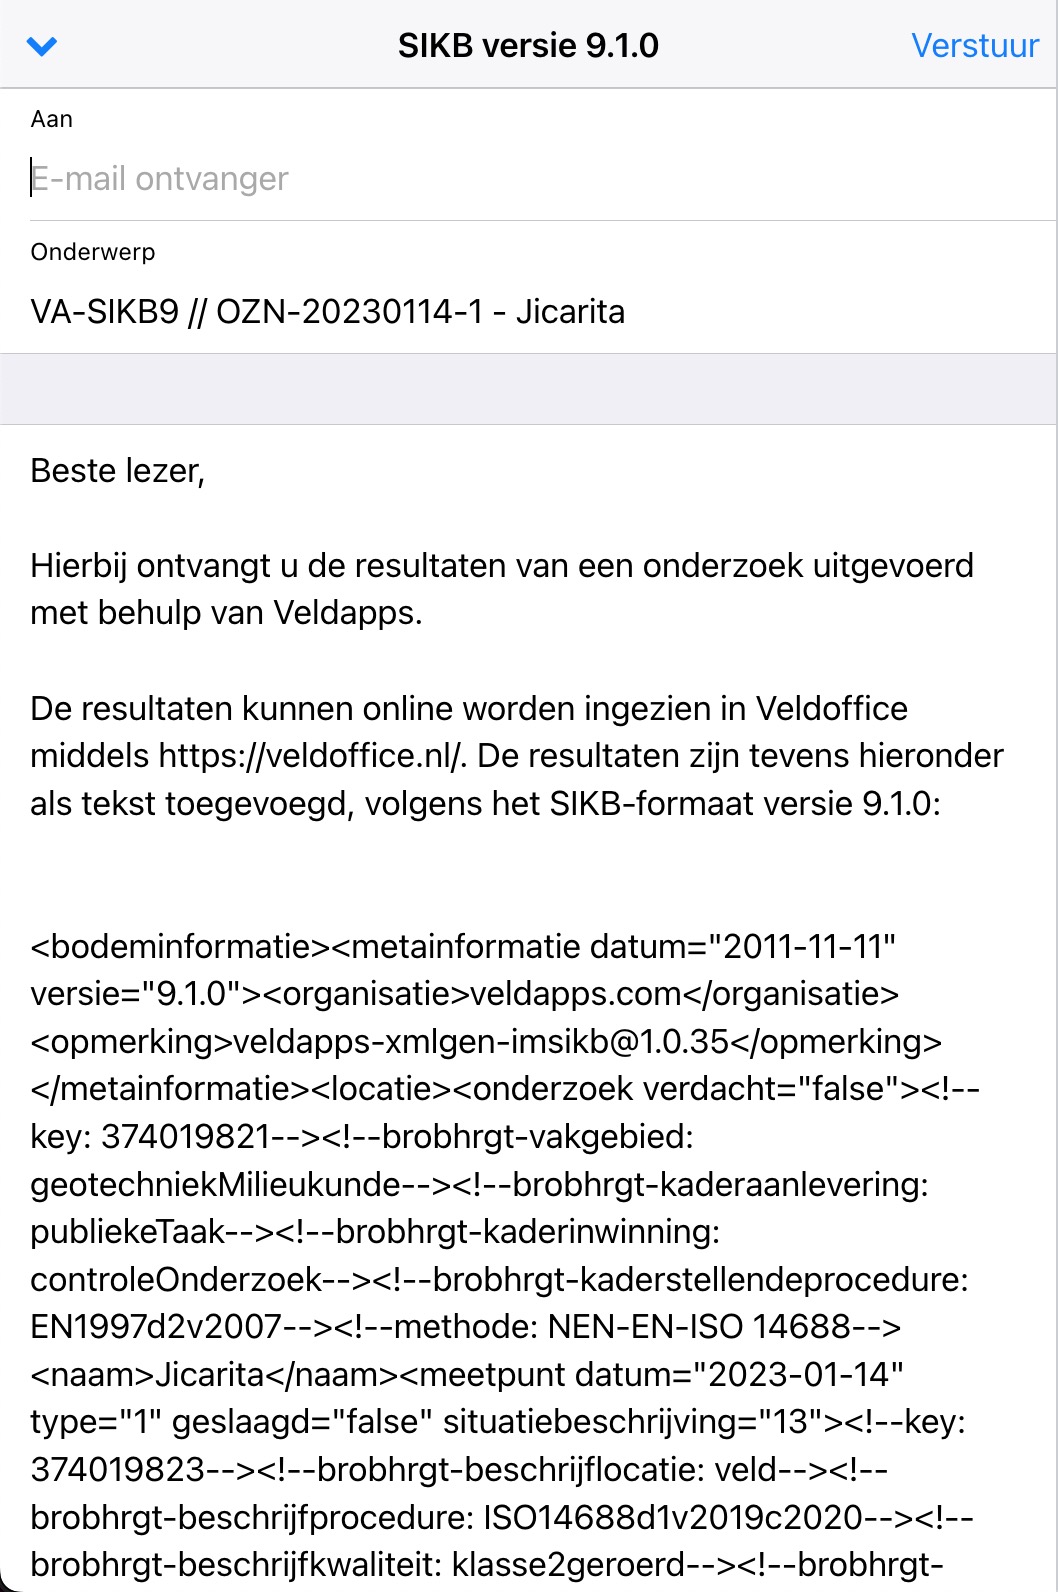 SIKB versie 9.1.0
Verstuur
Aan
E-mail ontvanger
Onderwerp
VA-SIKB9 // OZN-20230114-1 - Jicarita
Beste lezer,
Hierbij ontvangt u de resultaten van een onderzoek uitgevoerd
met behulp van Veldapps.
De resultaten kunnen online worden ingezien in Veldoffice
middels https://veldoffice.nl/. De resultaten zijn tevens hieronder
als tekst toegevoegd, volgens het SIKB-formaat versie 9.1.0:
<bodeminformatie><metainformatie datum="2011-11-11"
versie="9.1.0"><organisatie>veldapps.com</organisatie>
<opmerking>veldapps-xmlgen-imsikb@1.0.35</opmerking>
</metainformatie><locatie><onderzoek verdacht="false"><!--
key: 374019821--><!--brobhrgt-vakgebied:
geotechniekMilieukunde--><!--brobhrgt-kaderaanlevering:
publiekeTaak--><!--brobhrgt-kaderinwinning:
controleOnderzoek--><!--brobhrgt-kaderstellendeprocedure:
EN1997d2v2007--><!--methode: NEN-EN-ISO 14688-->
<naam>Jicarita</naam><meetpunt datum="2023-01-14"
type="1" geslaagd="false" situatiebeschrijving="13"><!--key:
374019823--><!--brobhrgt-beschrijflocatie: veld--><!--
brobhrgt-beschrijfprocedure: ISO14688d1v2019c2020--><!--
brobhrgt-beschrijfkwaliteit: klasse2geroerd--><!--brobhrgt-